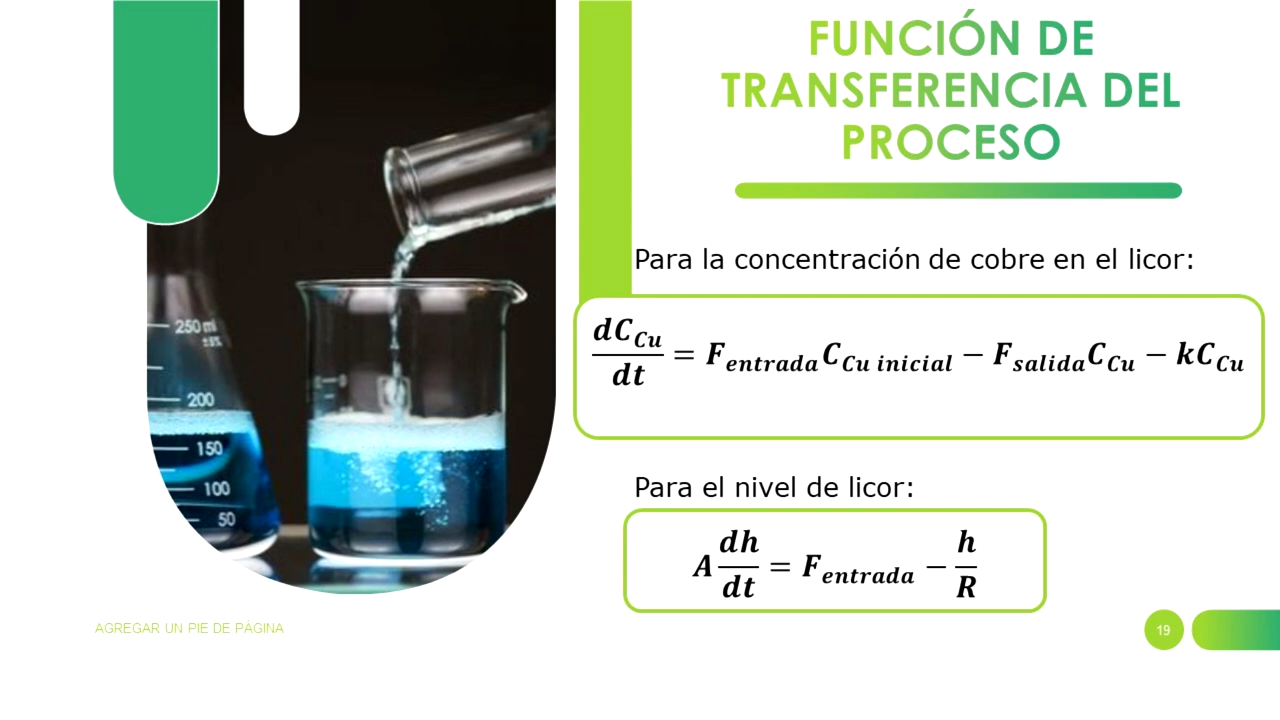 FUNCIÓN DE
TRANSFERENCIA DEL
PROCESO
Para la concentración de cobre en el licor:
dC_Cu/dt = F_entrada C_Cu inicial − F_salida C_Cu − kC_Cu
Para el nivel de licor:
A dh/dt = F_entrada − h/R
250 ml
±5%
200
150
100
50
AGREGAR UN PIE DE PÁGINA
19